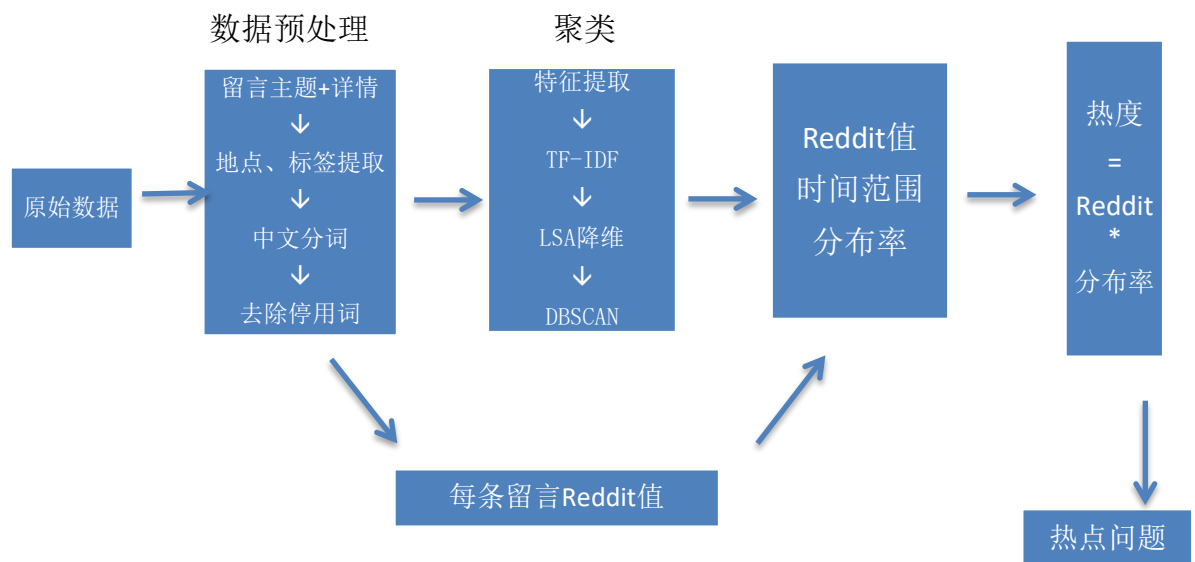 数据预处理
聚类
原始数据
留言主题+详情
地点、标签提取
中文分词
去除停用词
特征提取
TF-IDF
LSA降维
DBSCAN
Reddit值
时间范围
分布率
热度
=
Reddit
*
分布率
每条留言Reddit值
热点问题